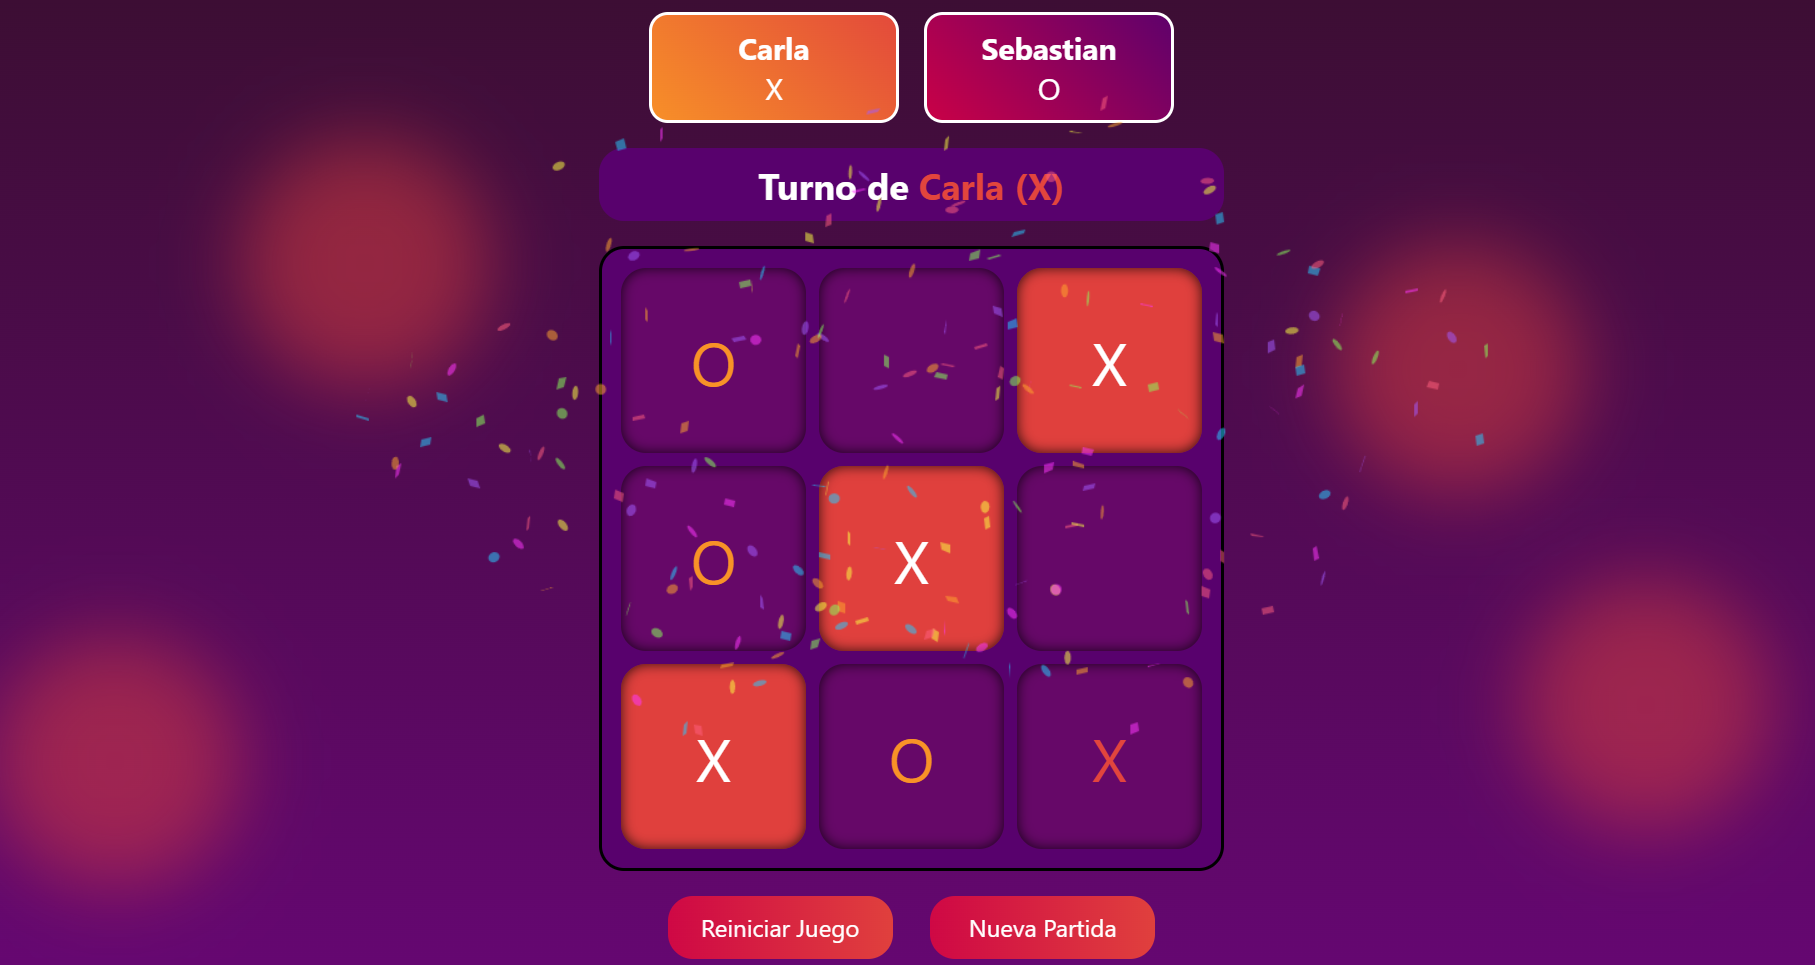 Carla
X
Sebastian
O
Turno de Carla (X)
O X
O X
X O X
Reiniciar Juego
Nueva Partida